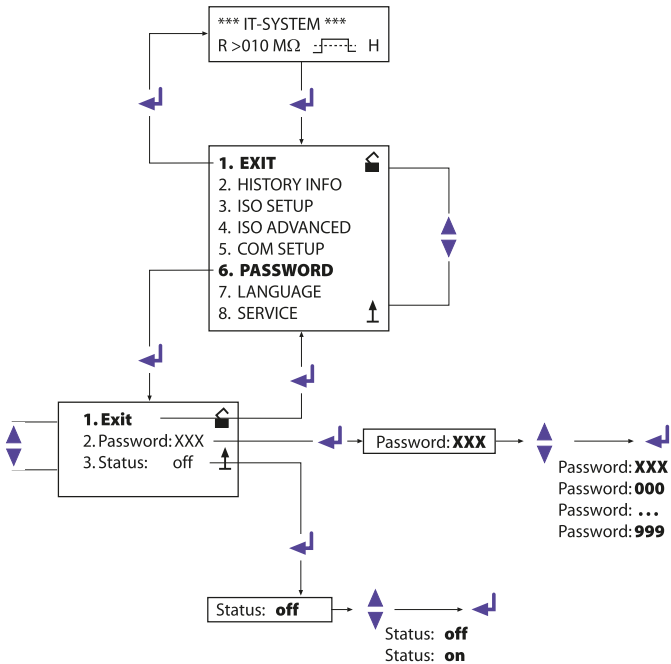 *** IT-SYSTEM ***
R >010 MΩ H
1. EXIT
2. HISTORY INFO
3. ISO SETUP
4. ISO ADVANCED
5. COM SETUP
6. PASSWORD
7. LANGUAGE
8. SERVICE
1. Exit
2. Password: XXX
3. Status: off
Password: XXX
Password: XXX
Password: 000
Password: ...
Password: 999
Status: off
Status: off
Status: on